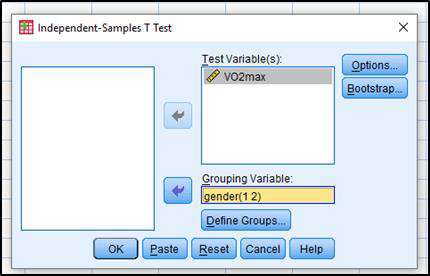 Independent-Samples T Test
Test Variable(s):
VO2max
Options...
Bootstrap...
Grouping Variable:
gender(1 2)
Define Groups...
OK Paste Reset Cancel Help